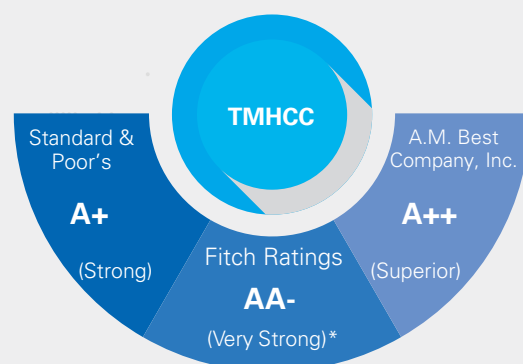 TMHCC
Standard &
Poor's
A+
(Strong)
Fitch Ratings
AA-
(Very Strong)*
A.M. Best
Company, Inc.
A++
(Superior)